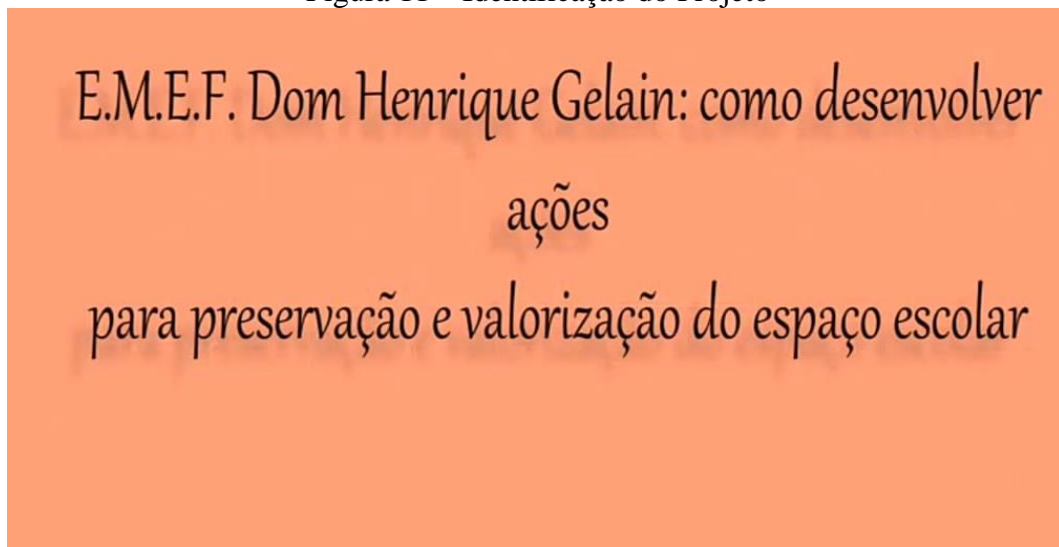 E.M.E.F. Dom Henrique Gelain: como desenvolver
ações
para preservação e valorização do espaço escolar